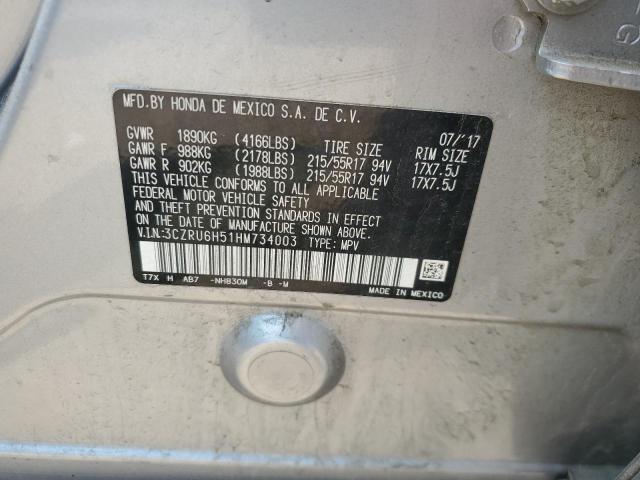 MFD.BY HONDA DE MEXICO S.A. DE C.V.
07/'17
GVWR 1890KG (4166LBS) TIRE SIZE RIM SIZE
GAWR F 988KG (2178LBS) 215/55R17 94V 17X7.5J
GAWR R 902KG (1988LBS) 215/55R17 94V 17X7.5J
THIS VEHICLE CONFORMS TO ALL APPLICABLE
FEDERAL MOTOR VEHICLE SAFETY
AND THEFT PREVENTION STANDARDS IN EFFECT
ON THE DATE OF MANUFACTURE SHOWN ABOVE.
V.I.N:3CZRU6H51HM734003 TYPE: MPV
T7X H AB7 -NHB30M -B -M MADE IN MEXICO